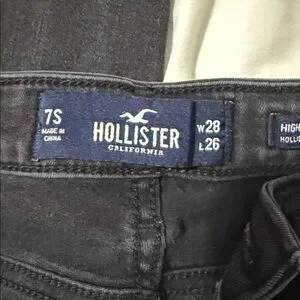 7S
MADE IN
CHINA
HOLLISTER
CALIFORNIA
W28
L26
HIGH
HOLLIS